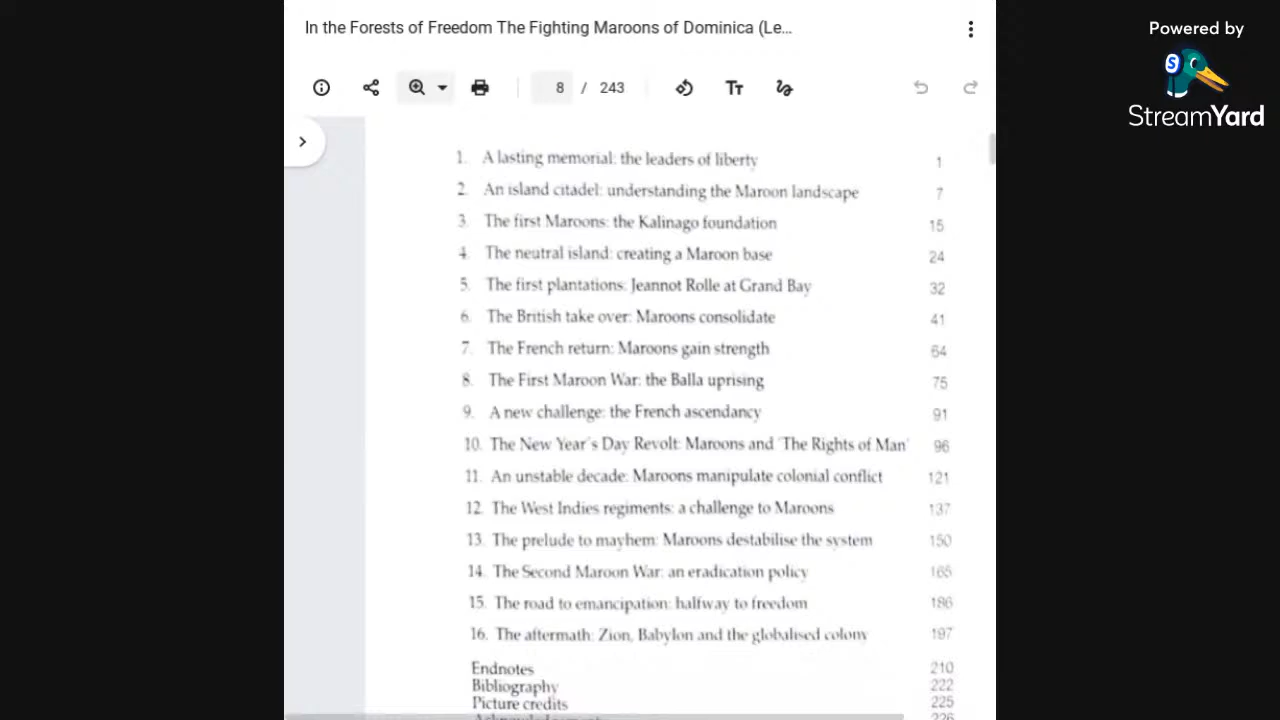 In the Forests of Freedom The Fighting Maroons of Dominica (Le...
Powered by
StreamYard
8 / 243
1. A lasting memorial: the leaders of liberty 1
2. An island citadel: understanding the Maroon landscape 7
3. The first Maroons: the Kalinago foundation 15
4. The neutral island: creating a Maroon base 24
5. The first plantations: Jeannot Rolle at Grand Bay 32
6. The British take over: Maroons consolidate 41
7. The French return: Maroons gain strength 64
8. The First Maroon War: the Balla uprising 75
9. A new challenge: the French ascendancy 91
10. The New Year's Day Revolt: Maroons and 'The Rights of Man' 96
11. An unstable decade: Maroons manipulate colonial conflict 121
12. The West Indies regiments: a challenge to Maroons 137
13. The prelude to mayhem: Maroons destabilise the system 150
14. The Second Maroon War: an eradication policy 165
15. The road to emancipation: halfway to freedom 186
16. The aftermath: Zion, Babylon and the globalised colony 197
Endnotes 210
Bibliography 222
Picture credits 225